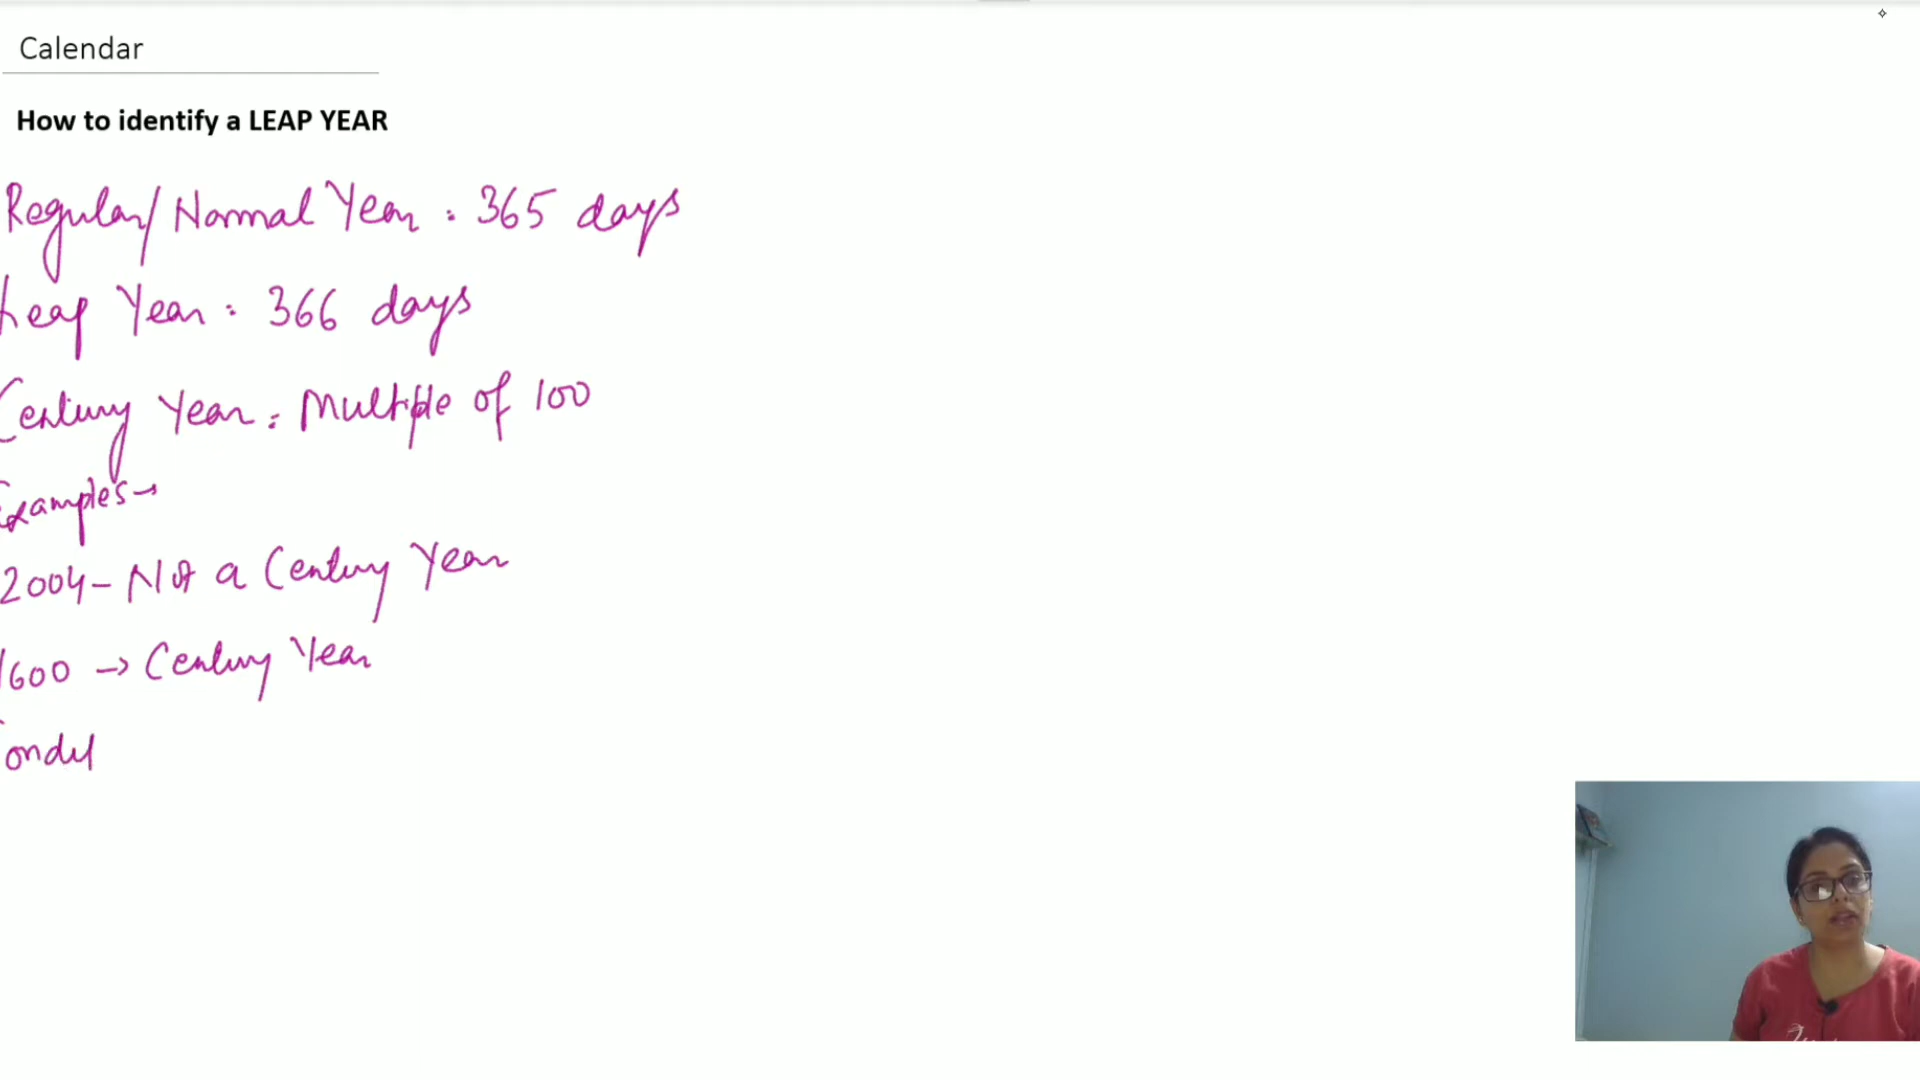 Calendar
How to identify a LEAP YEAR
Regular/Normal Year: 365 days
Leap Year: 366 days
Century Year: Multiple of 100
Examples→
2004- Not a Century Year
1600 → Century Year